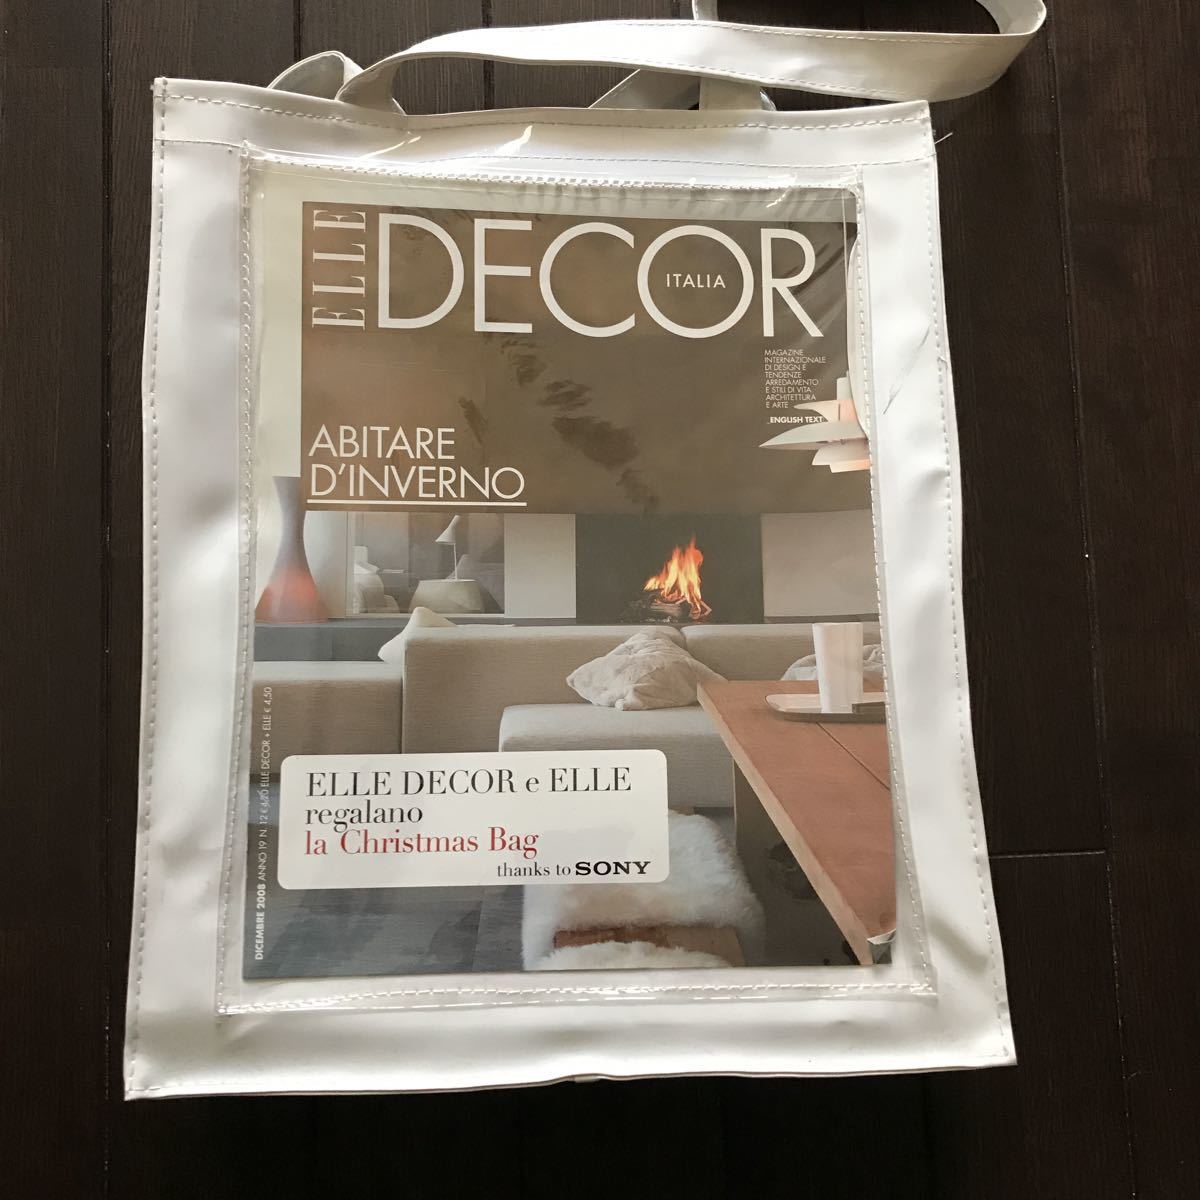 ELLE
DECOR
ITALIA
MAGAZINE
INTERNAZIONALE
DI DESIGN E
TENDENZE
ARREDAMENTO
E STILI DI VITA
ARCHITETTURA
E ARTE
ENGLISH TEXT
ABITARE
D'INVERNO
ELLE DECOR e ELLE
regalano
la Christmas Bag
thanks to SONY
DICEMBRE 2008 ANNO 19 N. 12 € 4,20 ELLE DECOR + ELLE € 4,50